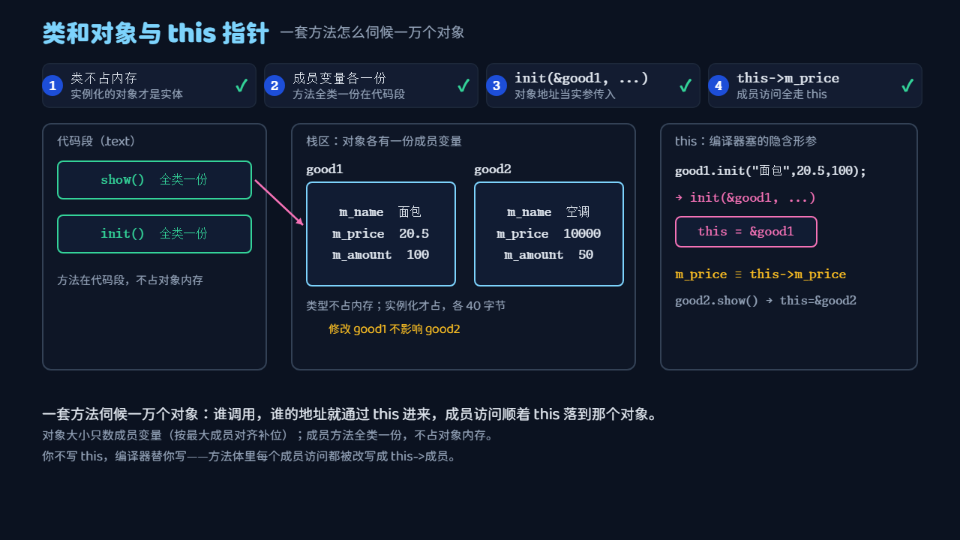 类和对象与 this 指针 一套方法怎么伺候一万个对象
1 类不占内存 ✓
实例化的对象才是实体
2 成员变量各一份 ✓
方法全类一份在代码段
3 init(&good1, ...) ✓
对象地址当实参传入
4 this->m_price ✓
成员访问全走 this
代码段（.text）
show() 全类一份
init() 全类一份
方法在代码段，不占对象内存
栈区：对象各有一份成员变量
good1
m_name 面包
m_price 20.5
m_amount 100
good2
m_name 空调
m_price 10000
m_amount 50
类型不占内存；实例化才占，各 40 字节
修改 good1 不影响 good2
this：编译器塞的隐含形参
good1.init("面包",20.5,100);
→ init(&good1, ...)
this = &good1
m_price ≡ this->m_price
good2.show() → this=&good2
一套方法伺候一万个对象：谁调用，谁的地址就通过 this 进来，成员访问顺着 this 落到那个对象。
对象大小只数成员变量（按最大成员对齐补位）；成员方法全类一份，不占对象内存。
你不写 this，编译器替你写——方法体里每个成员访问都被改写成 this->成员。